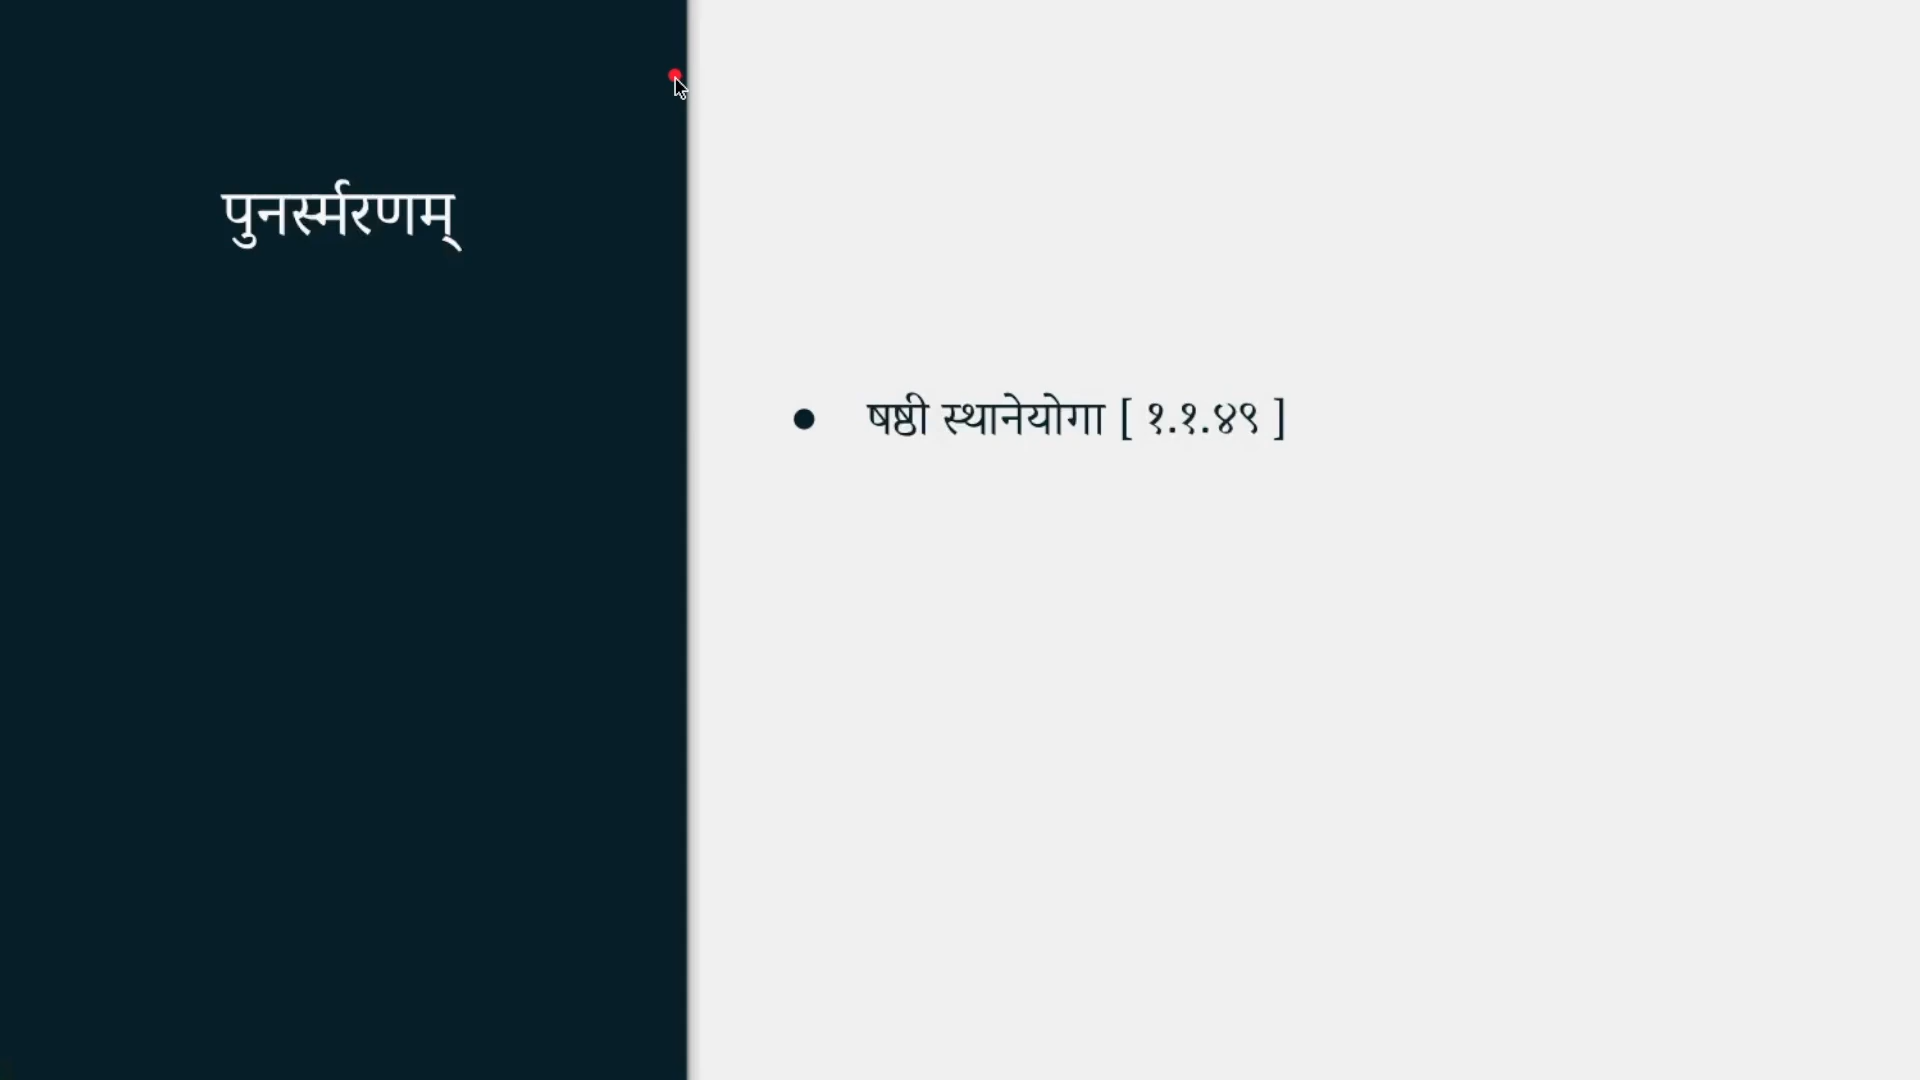 पुनर्स्मरणम्
● षष्ठी स्थानेयोगा [ १.१.४९ ]